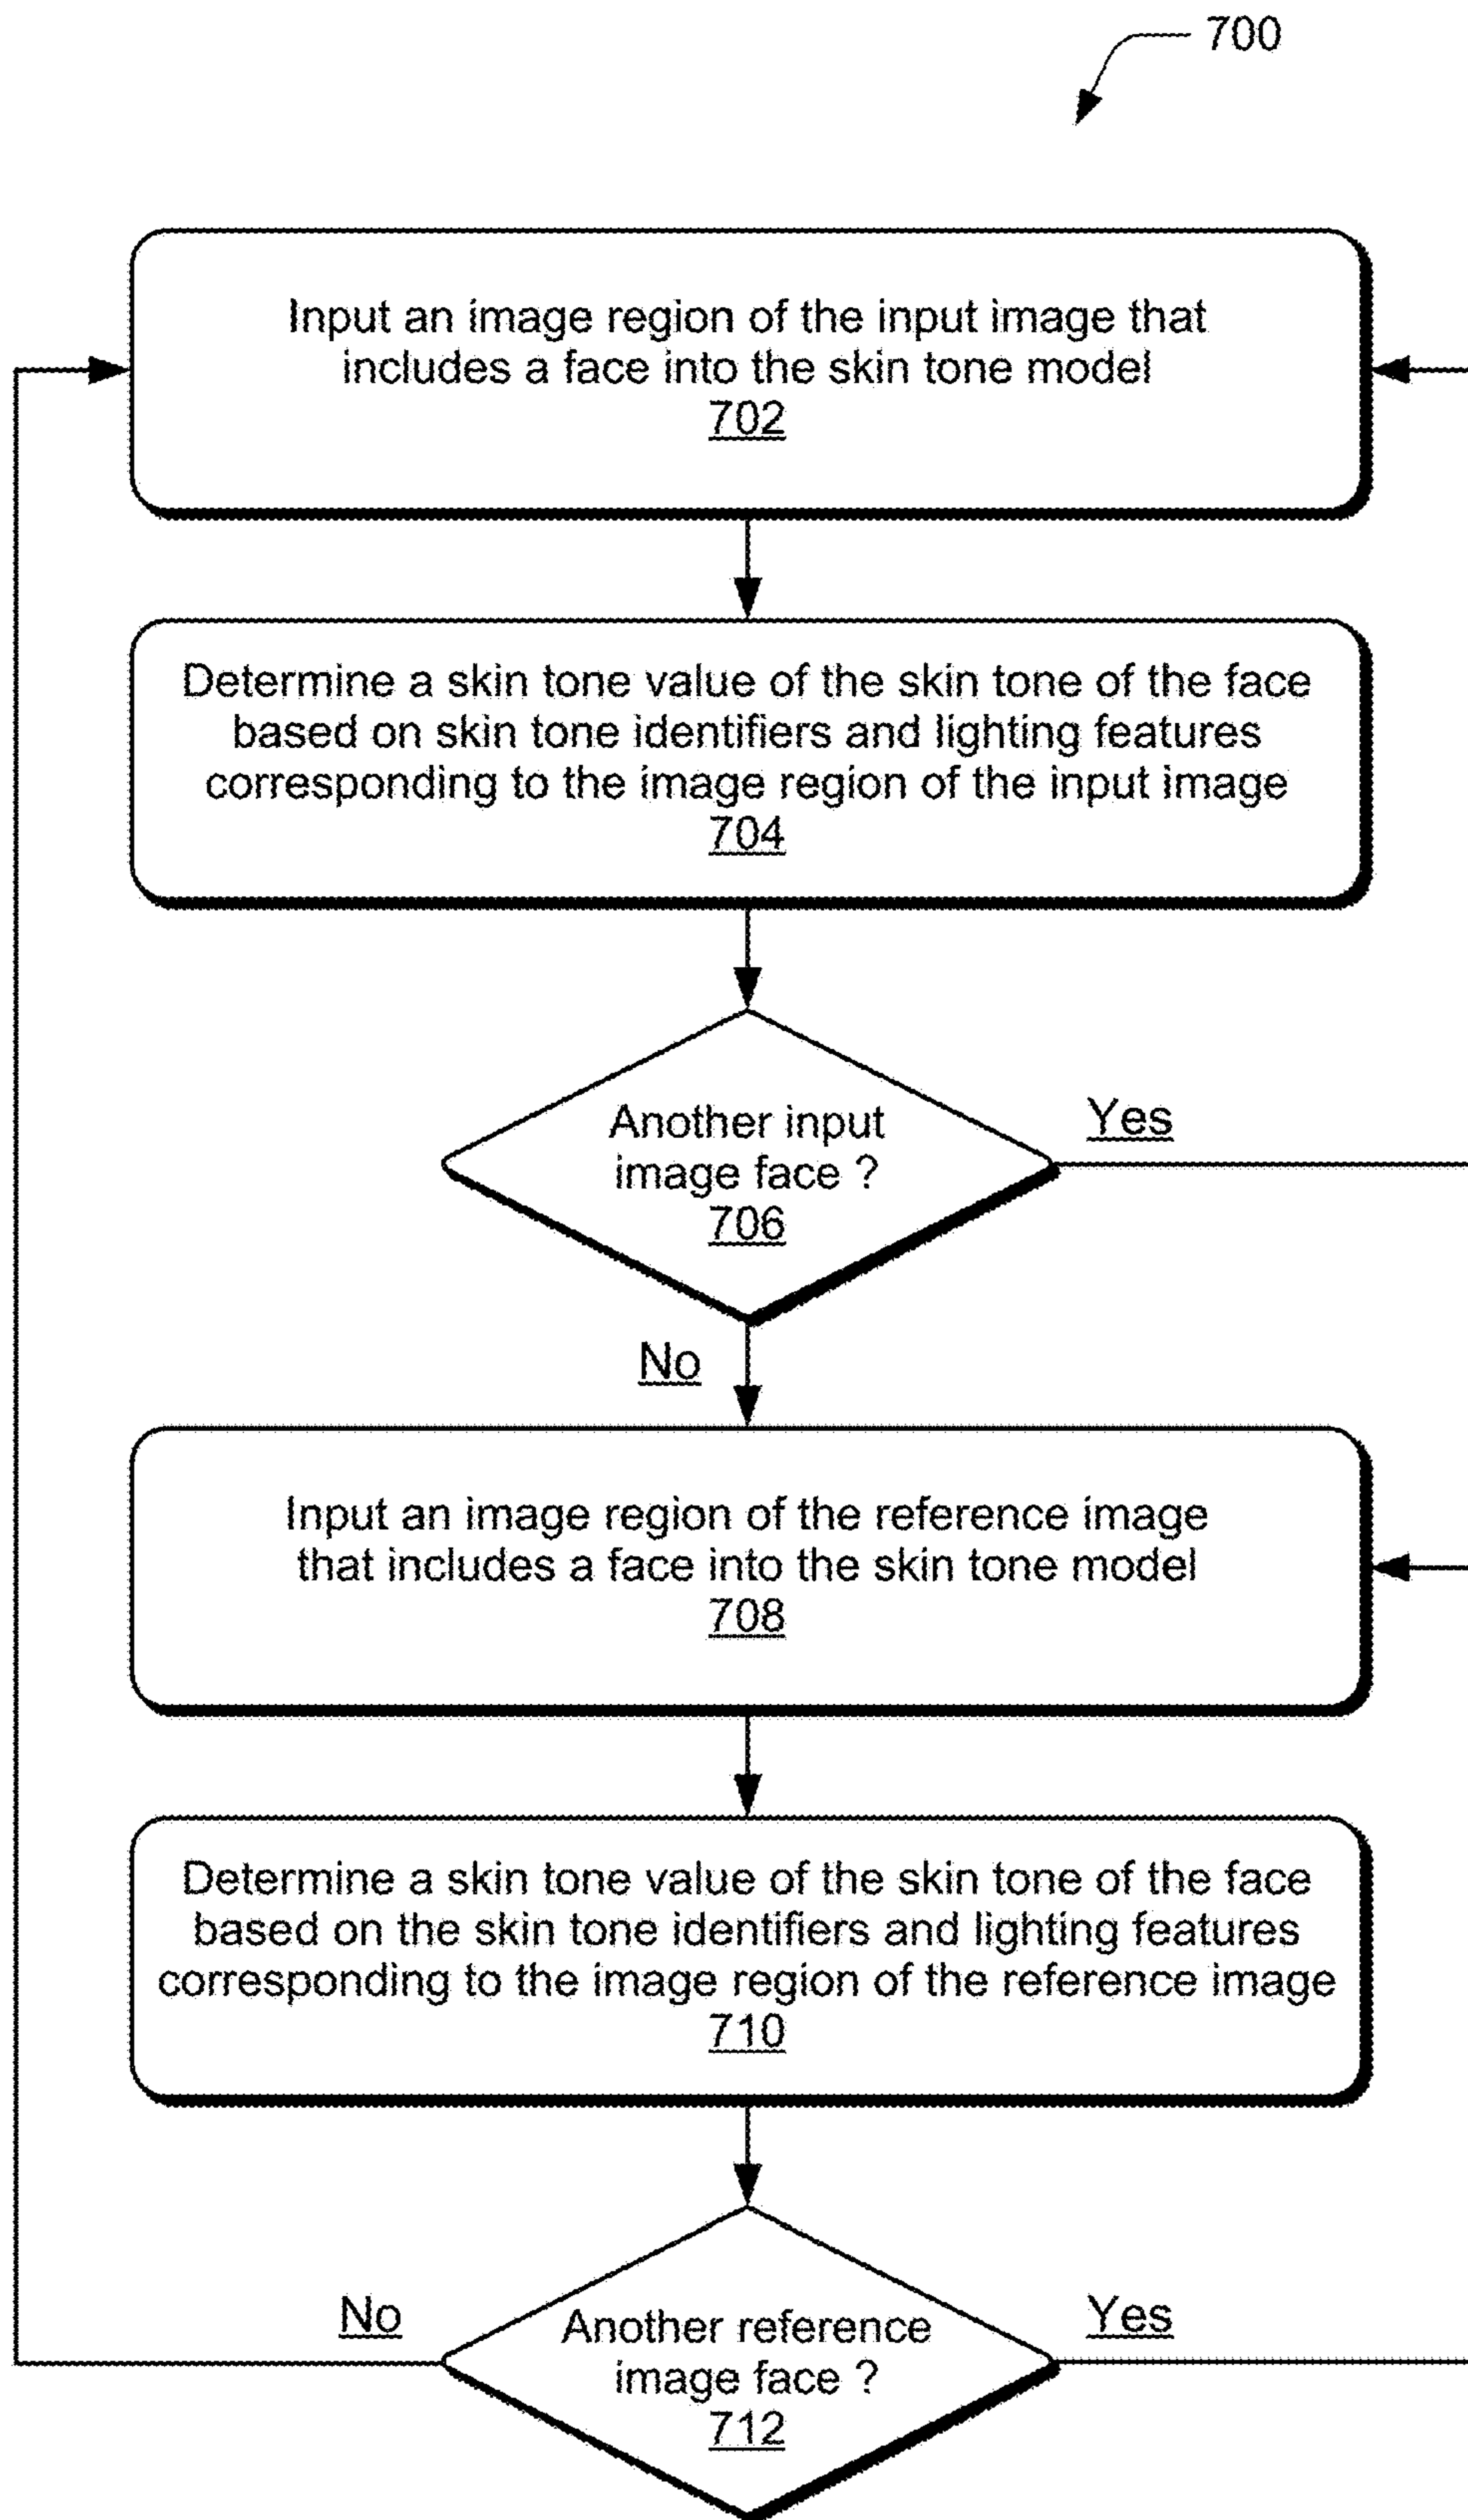 700
Input an image region of the input image that
includes a face into the skin tone model
702
Determine a skin tone value of the skin tone of the face
based on skin tone identifiers and lighting features
corresponding to the image region of the input image
704
Another input
image face ?
706
Yes
No
Input an image region of the reference image
that includes a face into the skin tone model
708
Determine a skin tone value of the skin tone of the face
based on the skin tone identifiers and lighting features
corresponding to the image region of the reference image
710
No
Another reference
image face ?
712
Yes